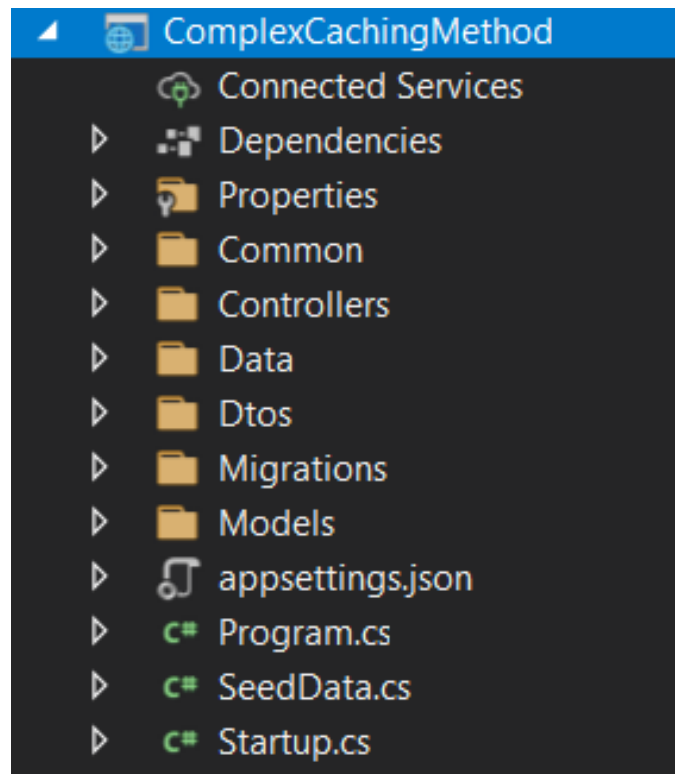 ComplexCachingMethod
Connected Services
Dependencies
Properties
Common
Controllers
Data
Dtos
Migrations
Models
appsettings.json
C# Program.cs
C# SeedData.cs
C# Startup.cs